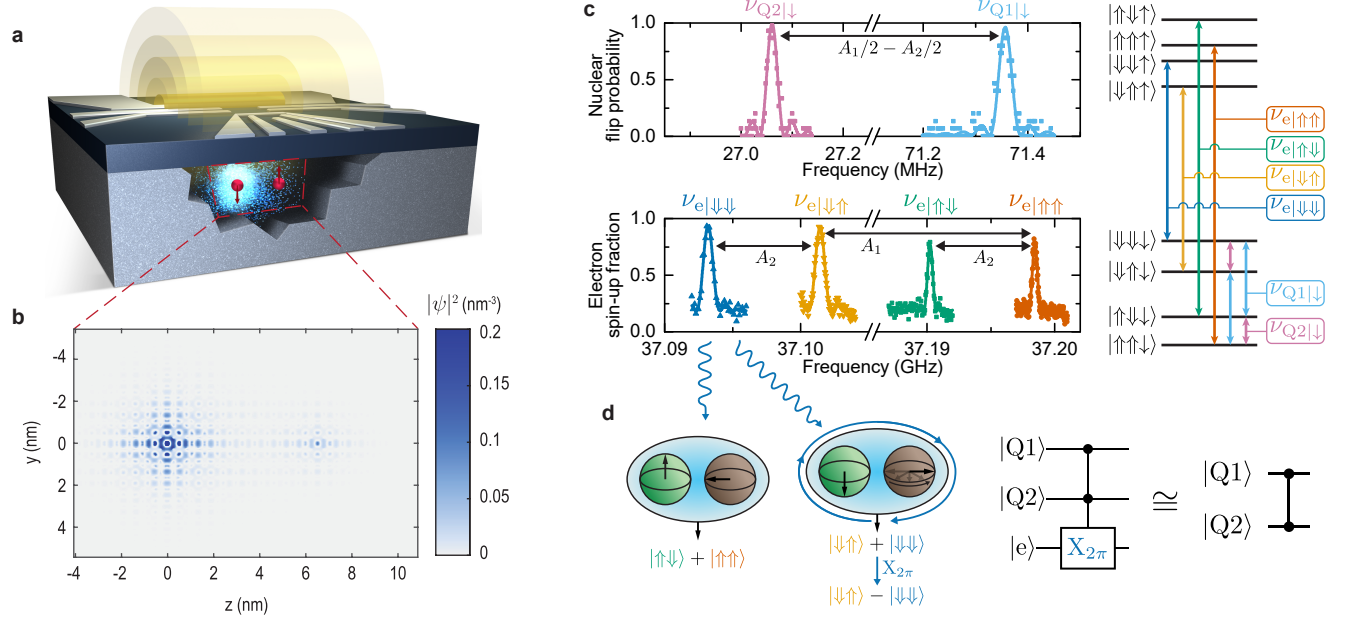 a
b
|ψ|² (nm⁻³)
0.2
0.15
0.1
0.05
0
-4
-2
0
2
4
y (nm)
-4 -2 0 2 4 6 8 10
z (nm)
c
ν_Q2|↓ ν_Q1|↓
A₁/2 − A₂/2
Nuclear
flip probability
1.0
0.5
0.0
27.0 27.2 71.2 71.4
Frequency (MHz)
ν_e|⇓⇓ ν_e|⇓⇑ ν_e|⇑⇓ ν_e|⇑⇑
A₂ A₁ A₂
Electron
spin-up fraction
1.0
0.5
0.0
37.09 37.10 37.19 37.20
Frequency (GHz)
|⇑⇓↑⟩
|⇑⇑↑⟩
|⇓⇓↑⟩
|⇓⇑↑⟩
ν_e|⇑⇑
ν_e|⇑⇓
ν_e|⇓⇑
ν_e|⇓⇓
|⇓⇓↓⟩
|⇓⇑↓⟩
|⇑⇓↓⟩
|⇑⇑↓⟩
ν_Q1|↓
ν_Q2|↓
d
|⇑⇓⟩ + |⇑⇑⟩
|⇓⇑⟩ + |⇓⇓⟩
X₂π
|⇓⇑⟩ − |⇓⇓⟩
|Q1⟩
|Q2⟩
|e⟩ X₂π
≅
|Q1⟩
|Q2⟩